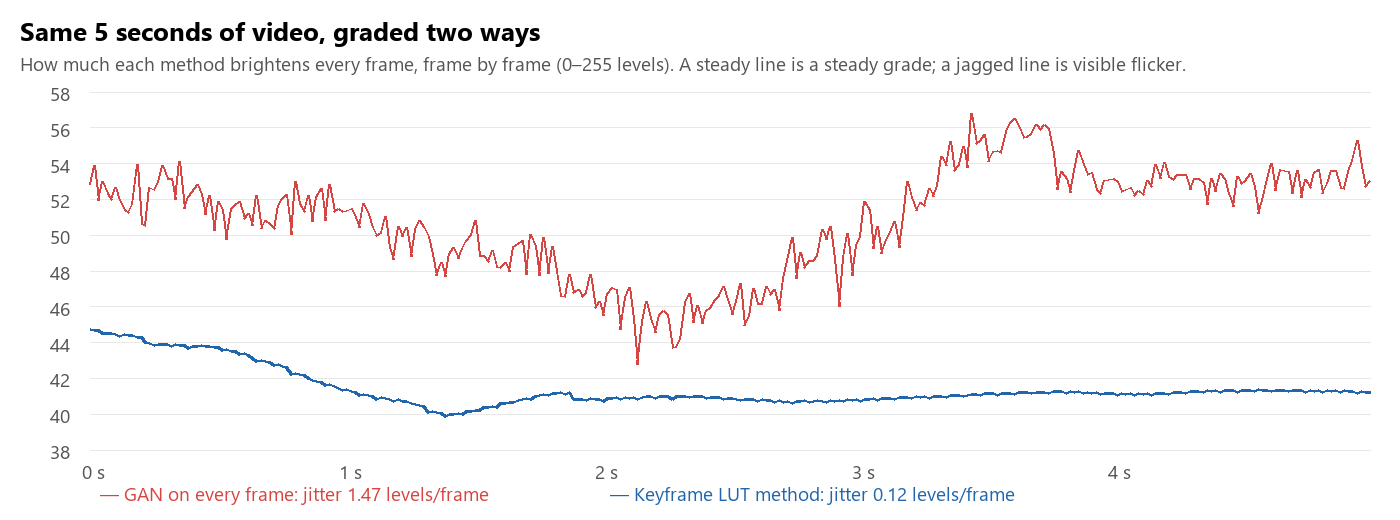 Same 5 seconds of video, graded two ways
How much each method brightens every frame, frame by frame (0–255 levels). A steady line is a steady grade; a jagged line is visible flicker.
58
56
54
52
50
48
46
44
42
40
38
0 s 1 s 2 s 3 s 4 s
— GAN on every frame: jitter 1.47 levels/frame — Keyframe LUT method: jitter 0.12 levels/frame